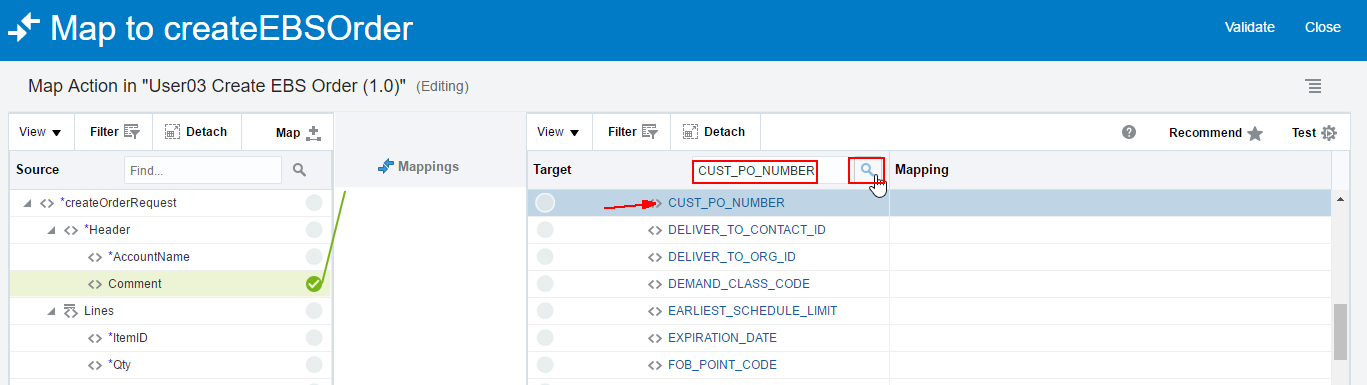 Map to createEBSOrder
Validate
Close
Map Action in "User03 Create EBS Order (1.0)" (Editing)
View
Filter
Detach
Map
Source
Find...
*createOrderRequest
*Header
*AccountName
Comment
Lines
*ItemID
*Qty
Mappings
View
Filter
Detach
?
Recommend
Test
Target
CUST_PO_NUMBER
Mapping
CUST_PO_NUMBER
DELIVER_TO_CONTACT_ID
DELIVER_TO_ORG_ID
DEMAND_CLASS_CODE
EARLIEST_SCHEDULE_LIMIT
EXPIRATION_DATE
FOB_POINT_CODE